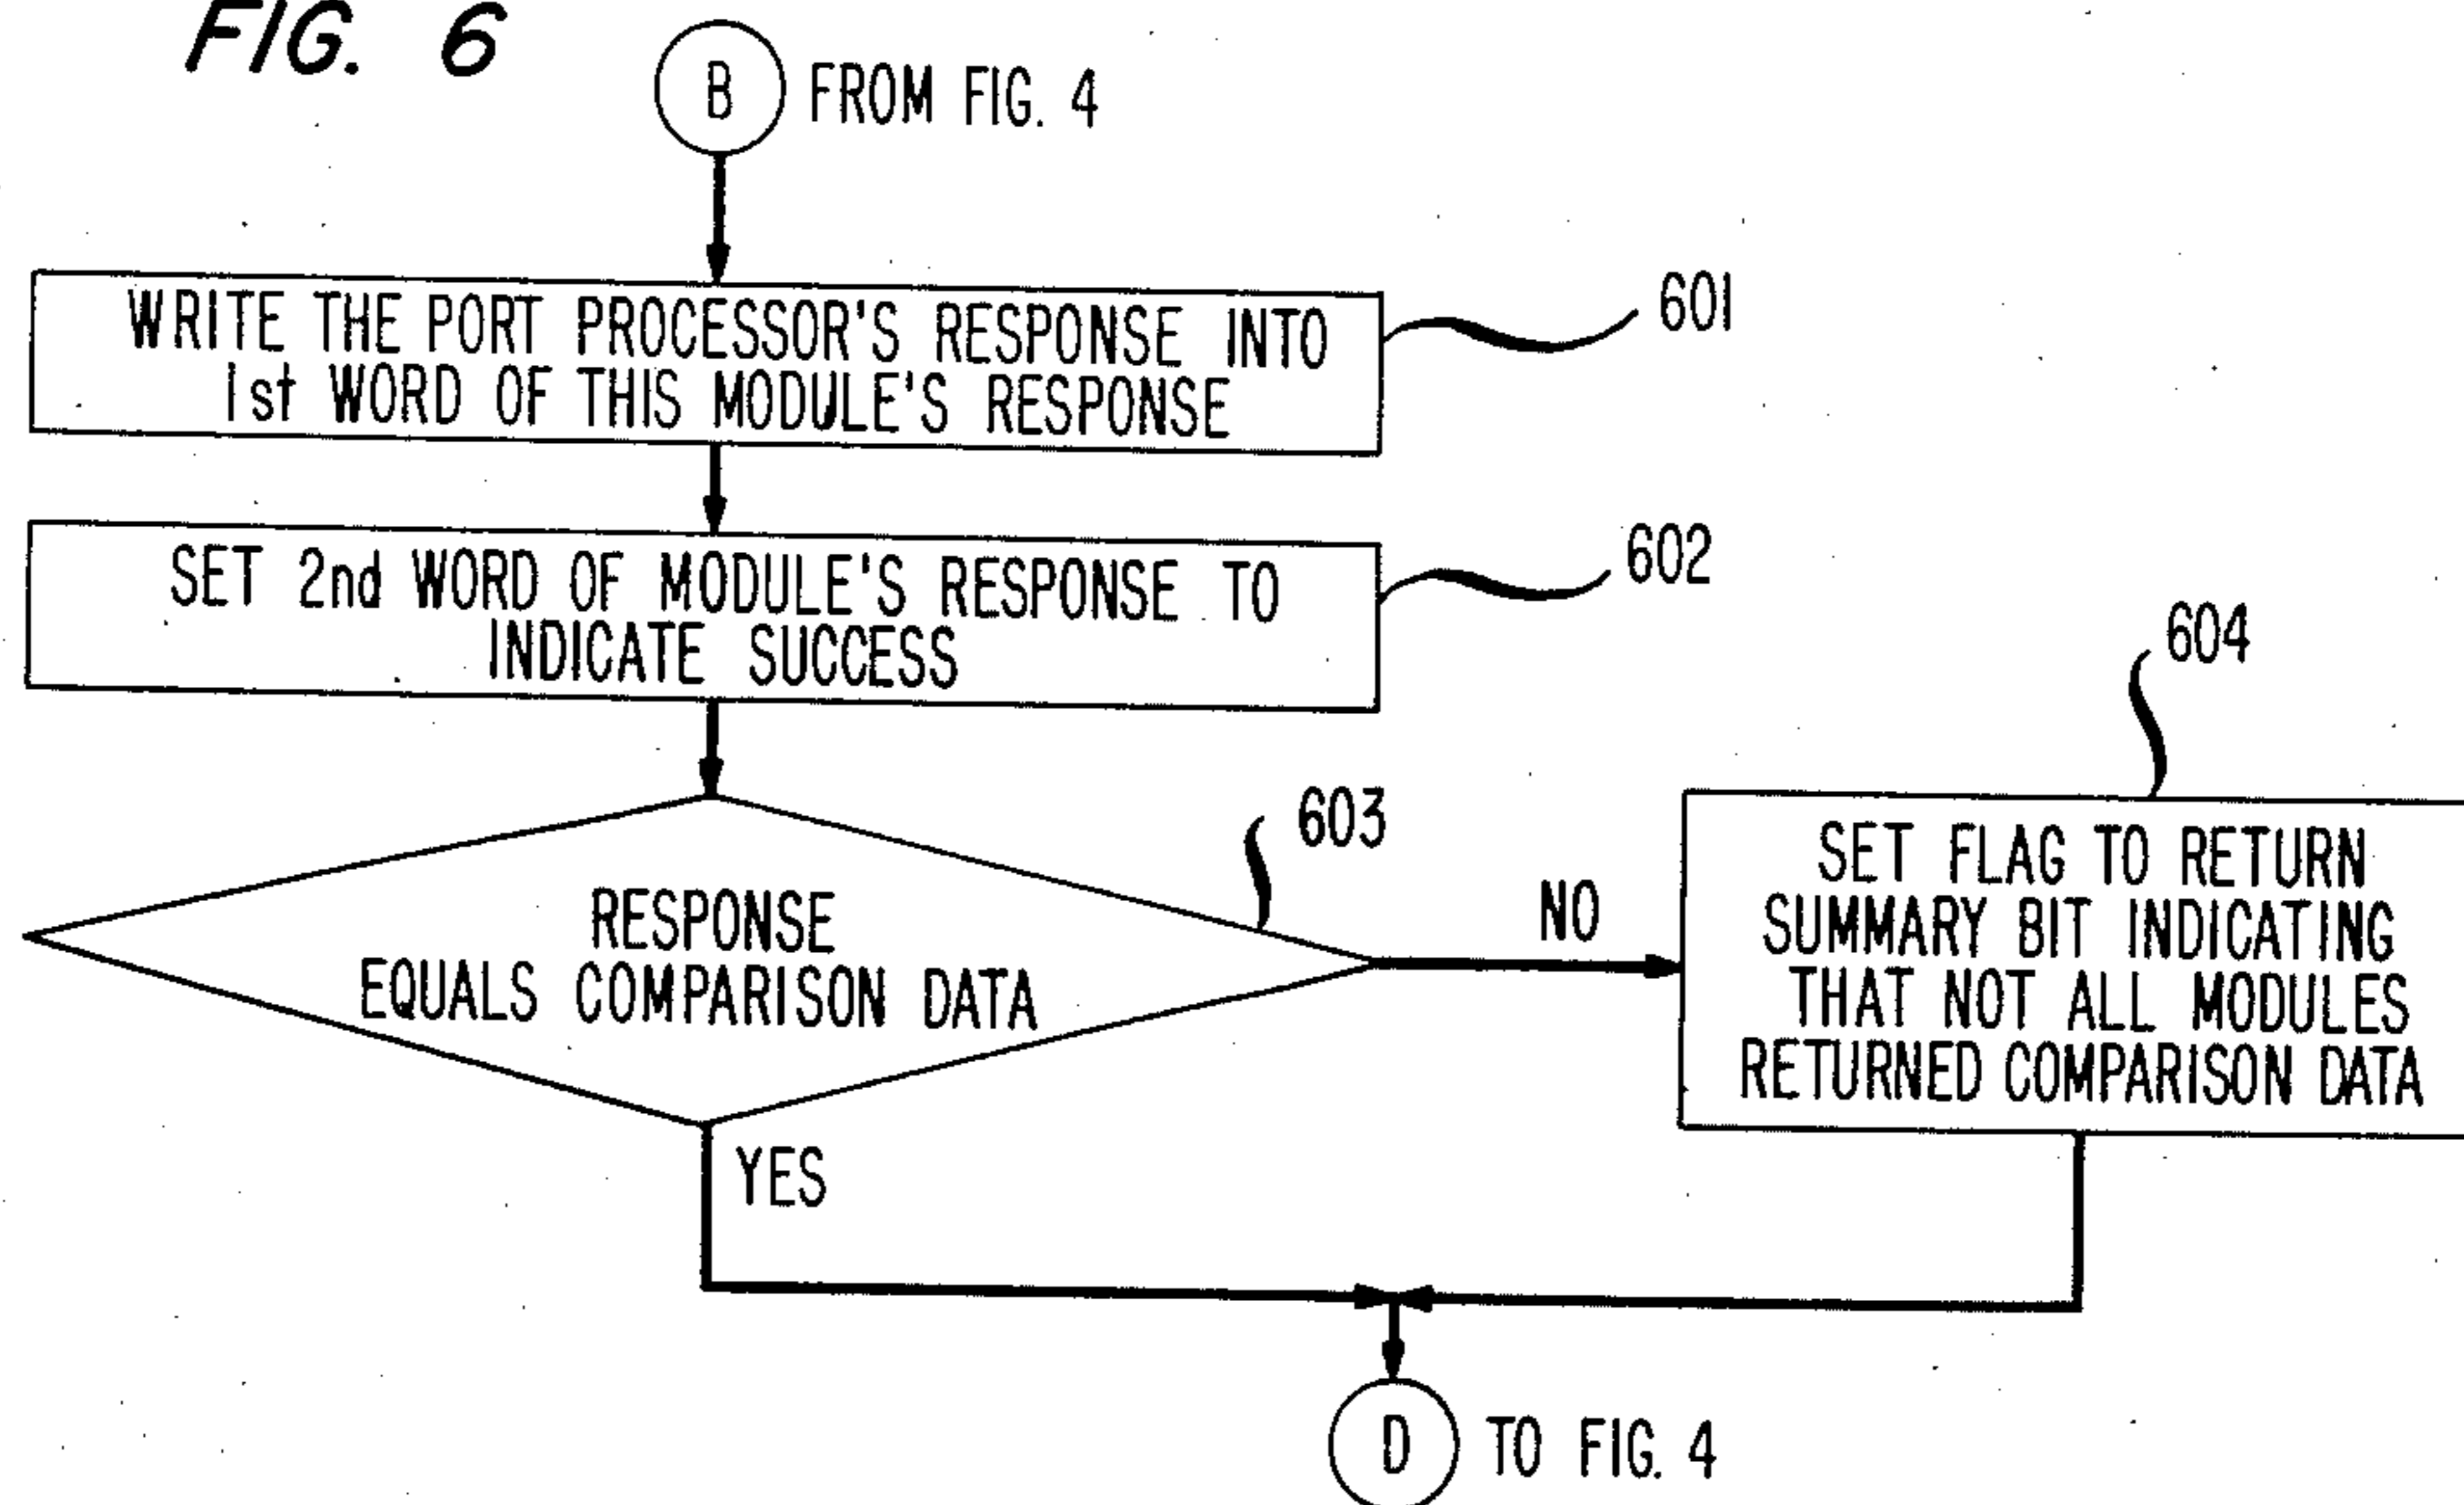 FIG. 6
B FROM FIG. 4
WRITE THE PORT PROCESSOR'S RESPONSE INTO
1st WORD OF THIS MODULE'S RESPONSE
601
SET 2nd WORD OF MODULE'S RESPONSE TO
INDICATE SUCCESS
602
603
RESPONSE
EQUALS COMPARISON DATA
NO
YES
604
SET FLAG TO RETURN
SUMMARY BIT INDICATING
THAT NOT ALL MODULES
RETURNED COMPARISON DATA
D TO FIG. 4